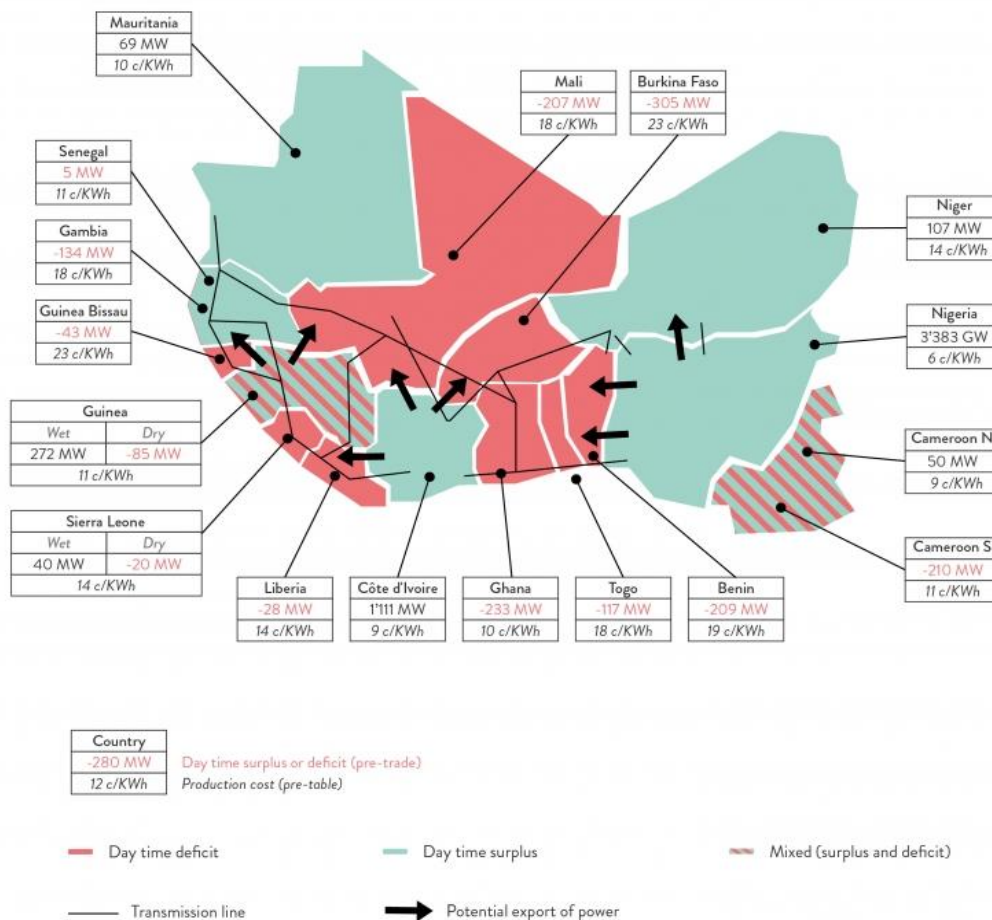 Mauritania
69 MW
10 c/KWh
Mali
-207 MW
18 c/KWh
Burkina Faso
-305 MW
23 c/KWh
Senegal
5 MW
11 c/KWh
Gambia
-134 MW
18 c/KWh
Guinea Bissau
-43 MW
23 c/KWh
Niger
107 MW
14 c/KWh
Nigeria
3'383 GW
6 c/KWh
Guinea
Wet Dry
272 MW -85 MW
11 c/KWh
Cameroon N
50 MW
9 c/KWh
Sierra Leone
Wet Dry
40 MW -20 MW
14 c/KWh
Cameroon S
-210 MW
11 c/KWh
Liberia
-28 MW
14 c/KWh
Côte d'Ivoire
1'111 MW
9 c/KWh
Ghana
-233 MW
10 c/KWh
Togo
-117 MW
18 c/KWh
Benin
-209 MW
19 c/KWh
Country
-280 MW Day time surplus or deficit (pre-trade)
12 c/KWh Production cost (pre-table)
Day time deficit Day time surplus Mixed (surplus and deficit)
Transmission line Potential export of power